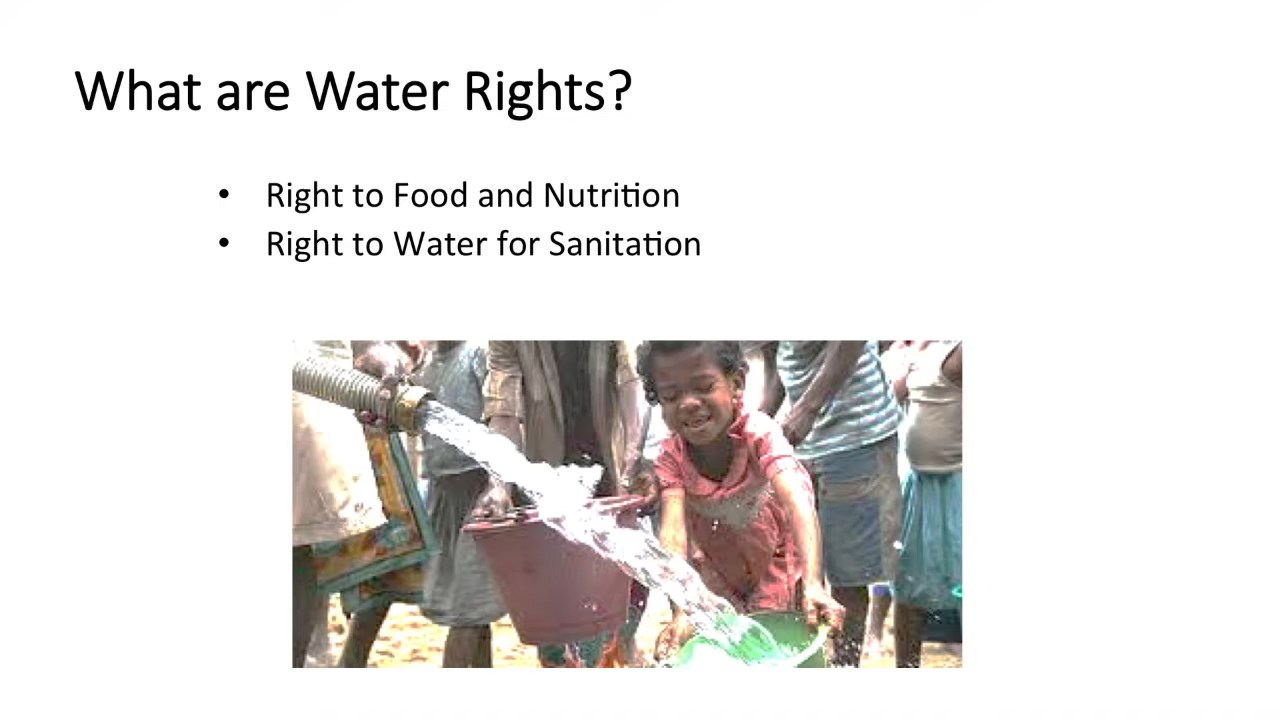 What are Water Rights?
• Right to Food and Nutrition
• Right to Water for Sanitation